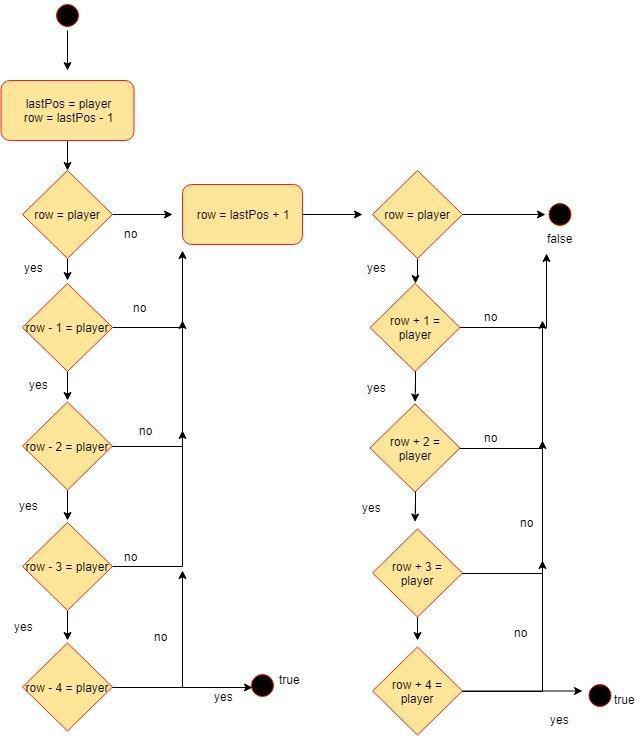 lastPos = player
row = lastPos - 1
row = player
no
yes
row - 1 = player
no
yes
row - 2 = player
no
yes
row - 3 = player
no
yes
row - 4 = player
no
yes
true
row = lastPos + 1
row = player
false
yes
row + 1 =
player
no
yes
row + 2 =
player
no
yes
row + 3 =
player
no
row + 4 =
player
no
yes
true